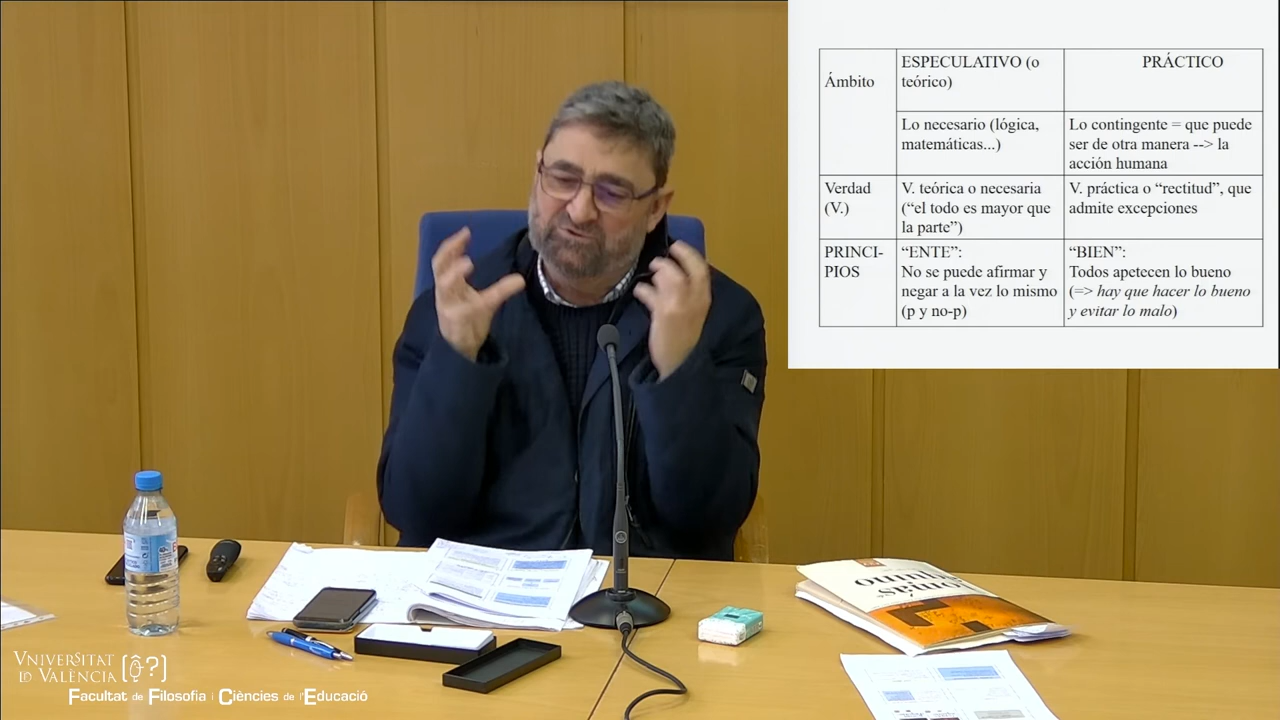 Ámbito
ESPECULATIVO (o
teórico)
PRÁCTICO
Lo necesario (lógica,
matemáticas...)
Lo contingente = que puede
ser de otra manera --> la
acción humana
Verdad
(V.)
V. teórica o necesaria
(“el todo es mayor que
la parte”)
V. práctica o “rectitud”, que
admite excepciones
PRINCI-
PIOS
“ENTE”:
No se puede afirmar y
negar a la vez lo mismo
(p y no-p)
“BIEN”:
Todos apetecen lo bueno
(=> hay que hacer lo bueno
y evitar lo malo)
VNIVERSITAT
ID VALÈNCIA
Facultat de Filosofia i Ciències de l'Educació